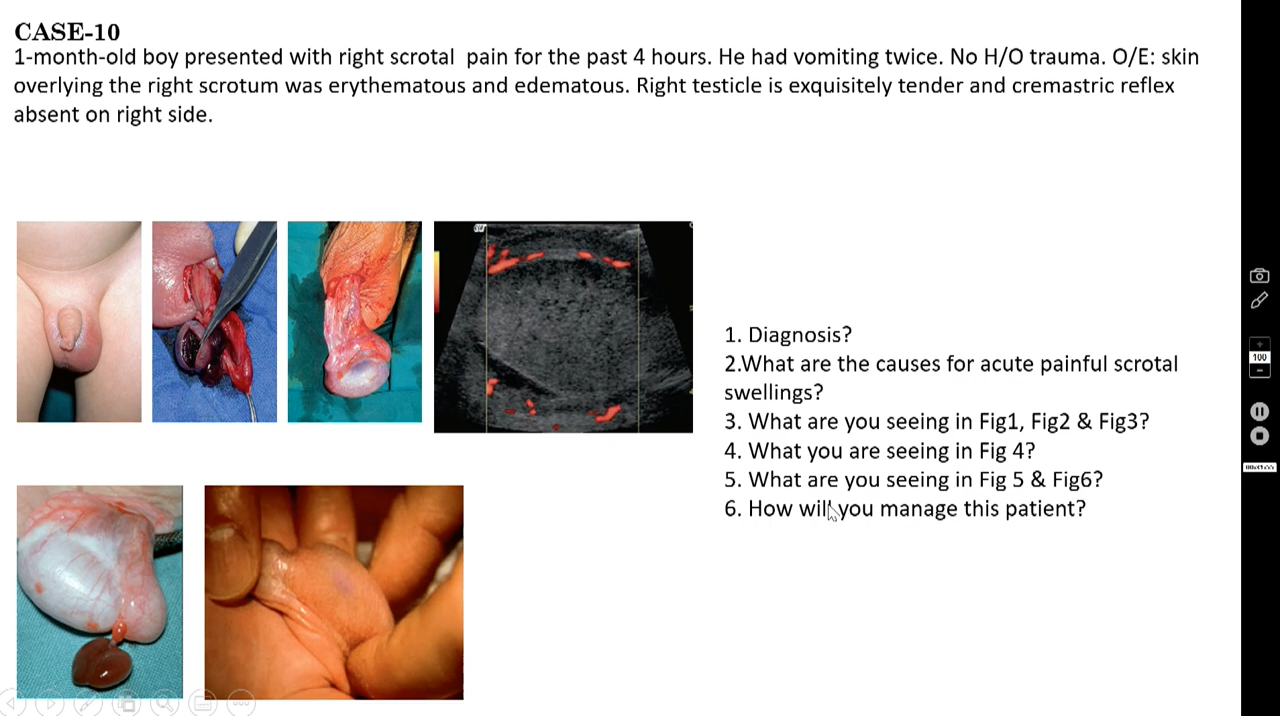 CASE-10
1-month-old boy presented with right scrotal pain for the past 4 hours. He had vomiting twice. No H/O trauma. O/E: skin
overlying the right scrotum was erythematous and edematous. Right testicle is exquisitely tender and cremastric reflex
absent on right side.
1. Diagnosis?
2.What are the causes for acute painful scrotal
swellings?
3. What are you seeing in Fig1, Fig2 & Fig3?
4. What you are seeing in Fig 4?
5. What are you seeing in Fig 5 & Fig6?
6. How will you manage this patient?
100